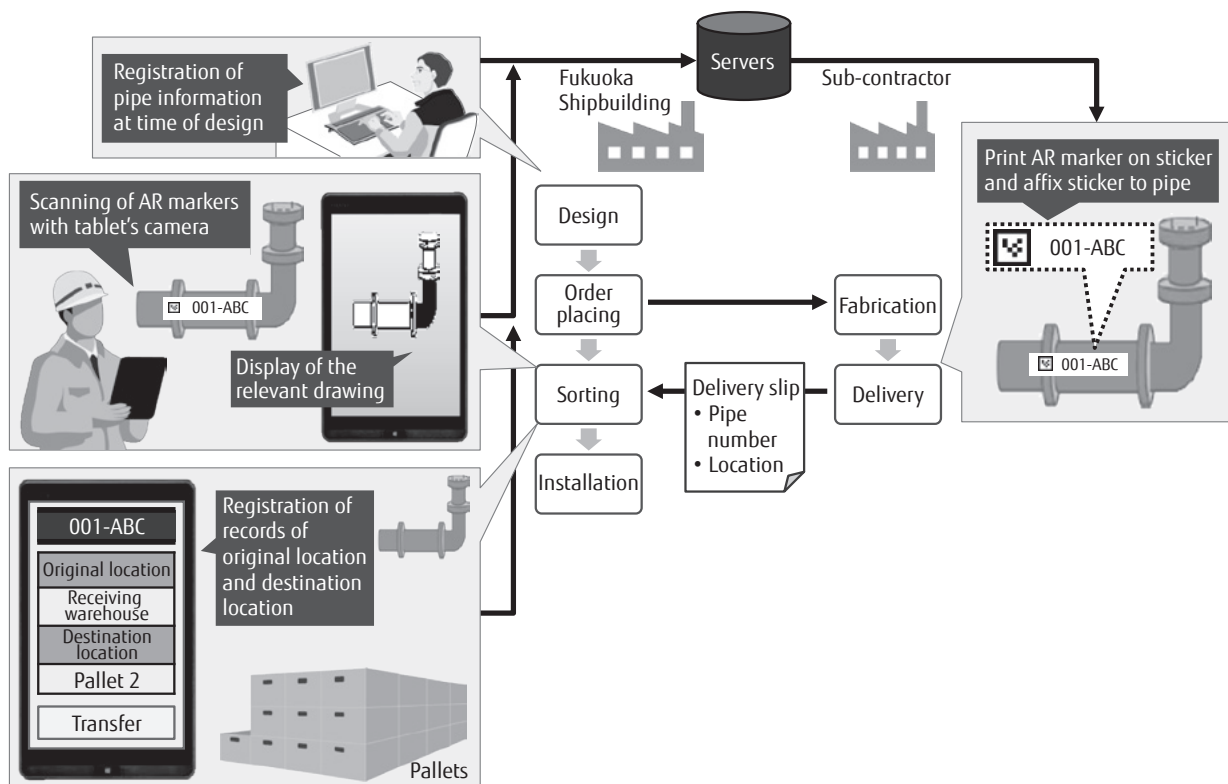 Registration of
pipe information
at time of design
Servers
Fukuoka
Shipbuilding
Sub-contractor
Print AR marker on sticker
and affix sticker to pipe
001-ABC
001-ABC
Scanning of AR markers
with tablet's camera
001-ABC
Display of the
relevant drawing
Design
Order
placing
Sorting
Installation
Fabrication
Delivery
Delivery slip
• Pipe
number
• Location
001-ABC
Original location
Receiving
warehouse
Destination
location
Pallet 2
Transfer
Registration of
records of
original location
and destination
location
Pallets